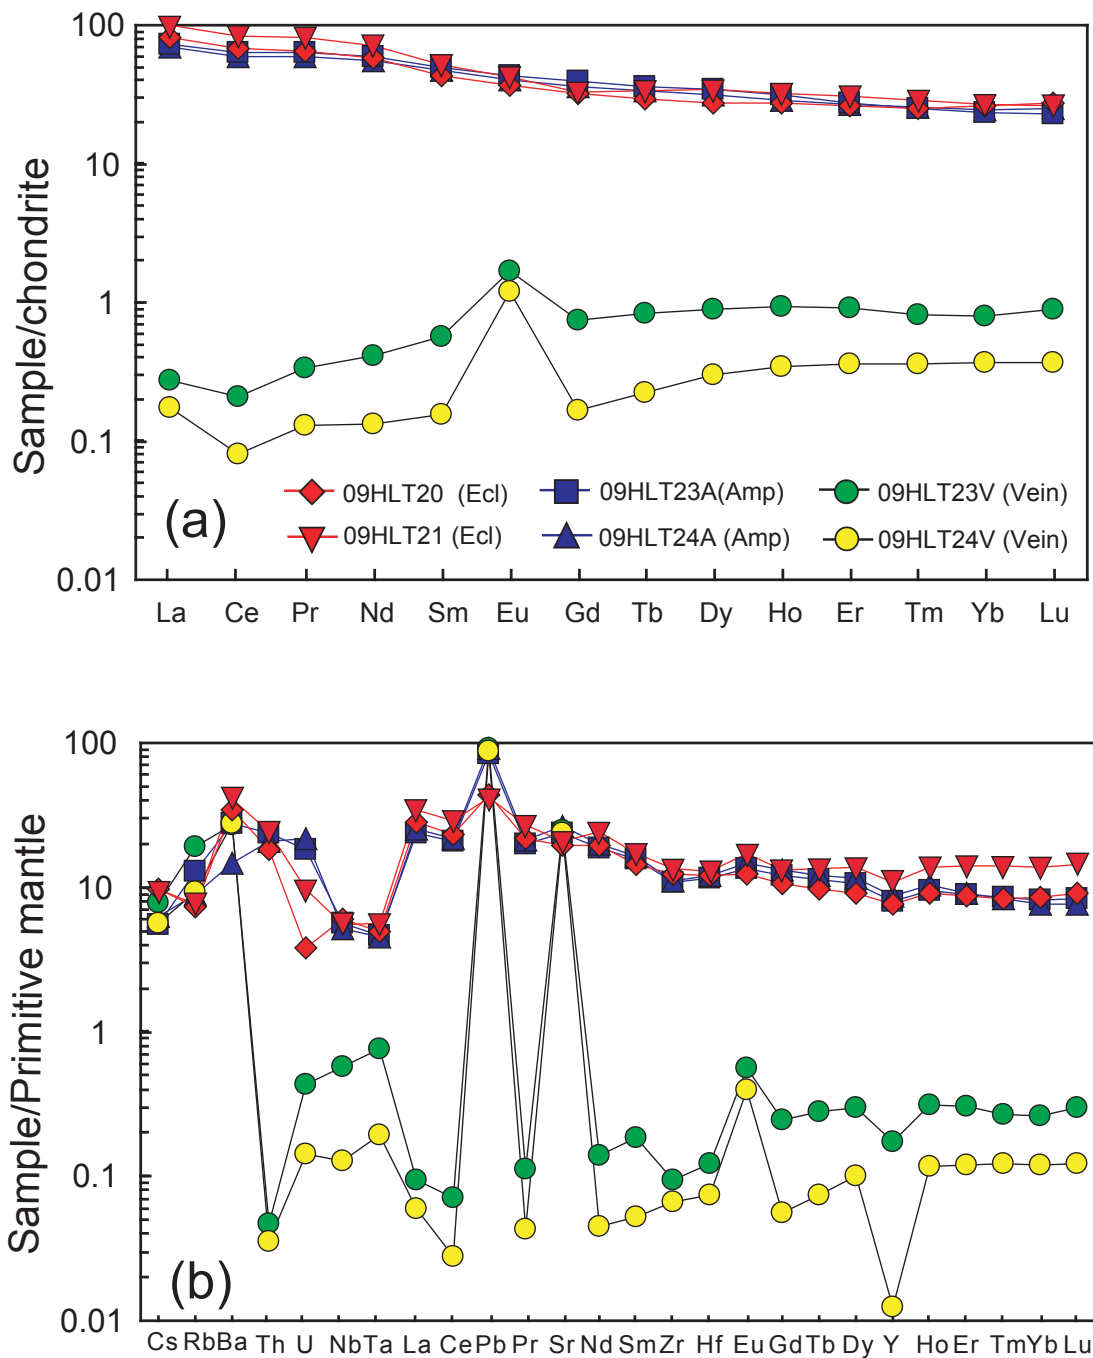 100
10
1
0.1
0.01
Sample/chondrite
09HLT20 (Ecl) 09HLT23A(Amp) 09HLT23V (Vein)
(a) 09HLT21 (Ecl) 09HLT24A (Amp) 09HLT24V (Vein)
La Ce Pr Nd Sm Eu Gd Tb Dy Ho Er Tm Yb Lu
100
10
1
0.1
0.01
Sample/Primitive mantle
(b)
Cs Rb Ba Th U Nb Ta La Ce Pb Pr Sr Nd Sm Zr Hf Eu Gd Tb Dy Y Ho Er Tm Yb Lu